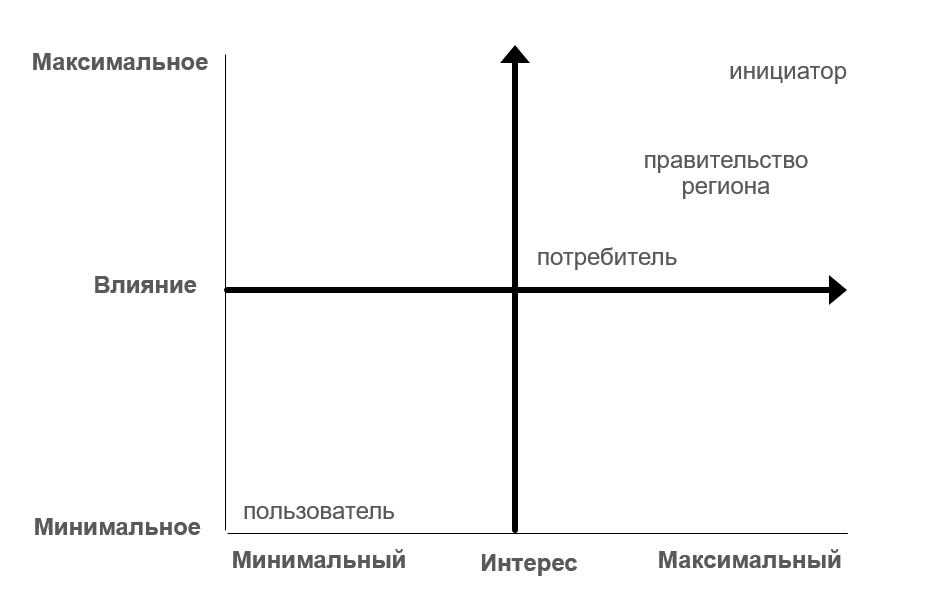 Максимальное
инициатор
правительство
региона
потребитель
Влияние
пользователь
Минимальное
Минимальный
Интерес
Максимальный